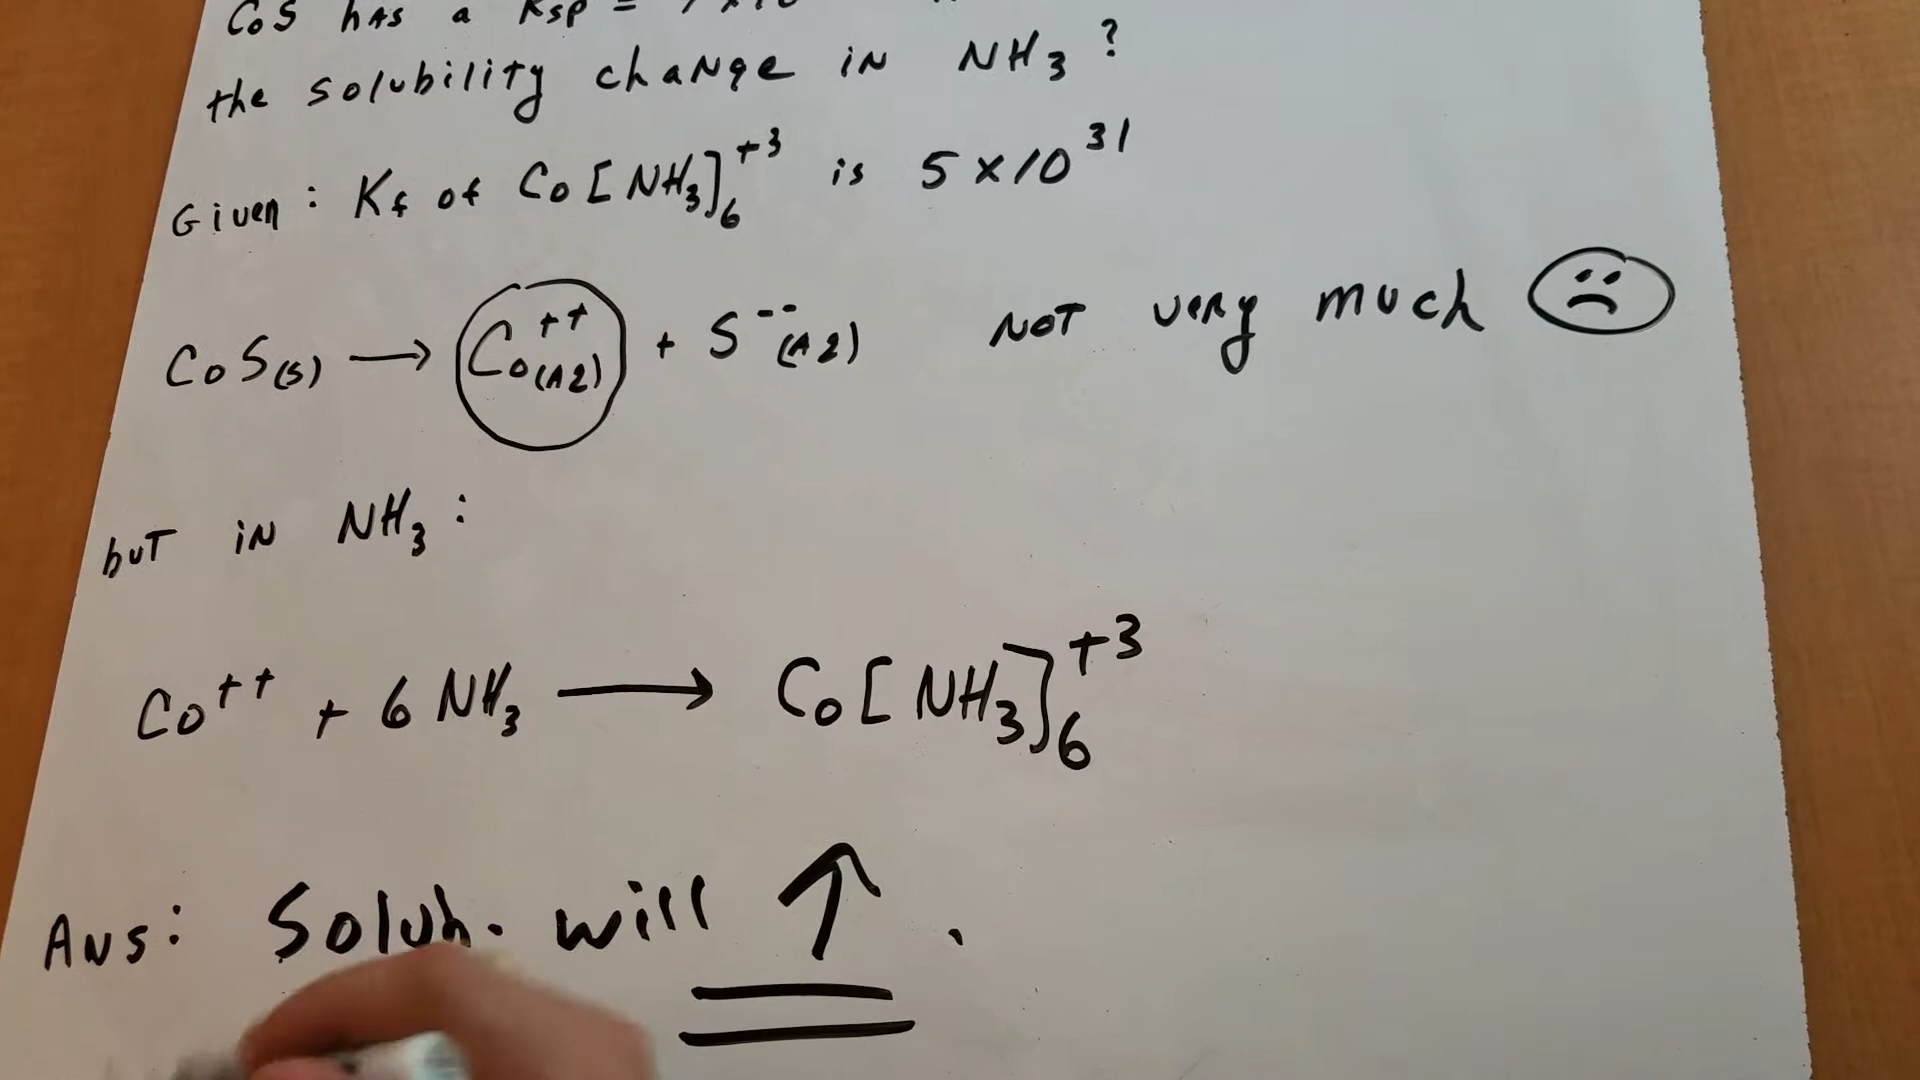 CoS has a Ksp =
the solubility change in NH3?
Given: Kf of Co[NH3]6+3 is 5 x 10^31
CoS(s) → Co++(aq) + S--(aq) NOT very much ☹
but in NH3:
Co++ + 6 NH3 → Co[NH3]6+3
Ans: Solub. will ↑.